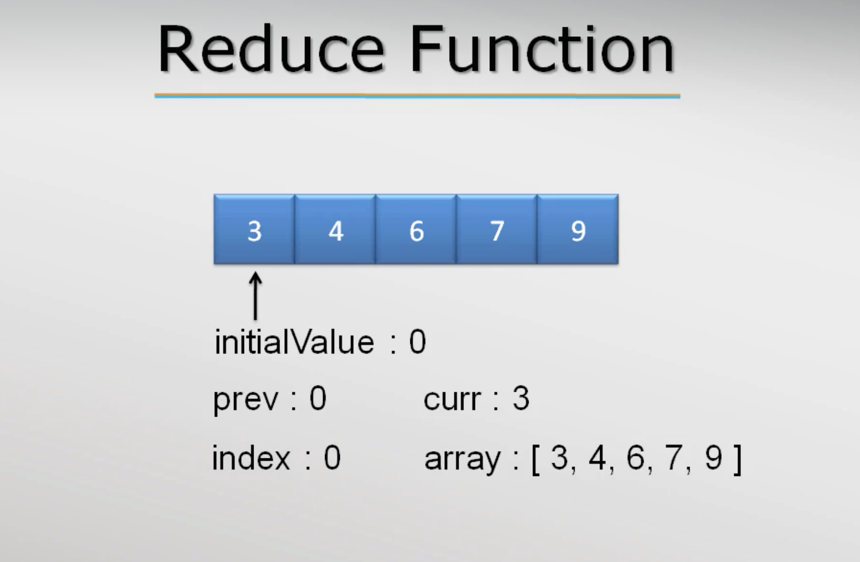 Reduce Function
3 4 6 7 9
initialValue : 0
prev : 0 curr : 3
index : 0 array : [ 3, 4, 6, 7, 9 ]